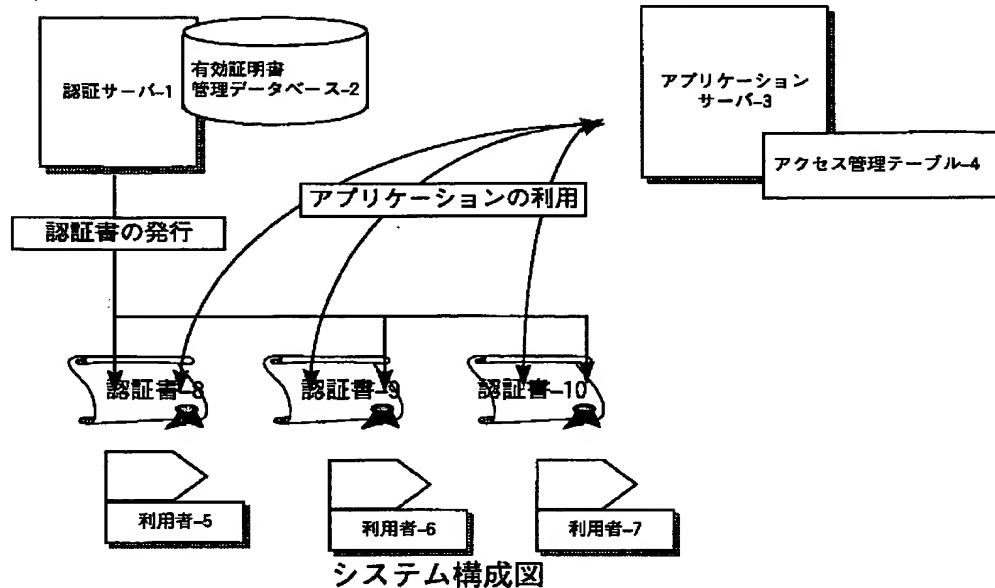 認証サーバ-1
有効証明書
管理データベース-2
アプリケーション
サーバ-3
アクセス管理テーブル-4
アプリケーションの利用
認証書の発行
認証書-8
認証書-9
認証書-10
利用者-5
利用者-6
利用者-7
システム構成図